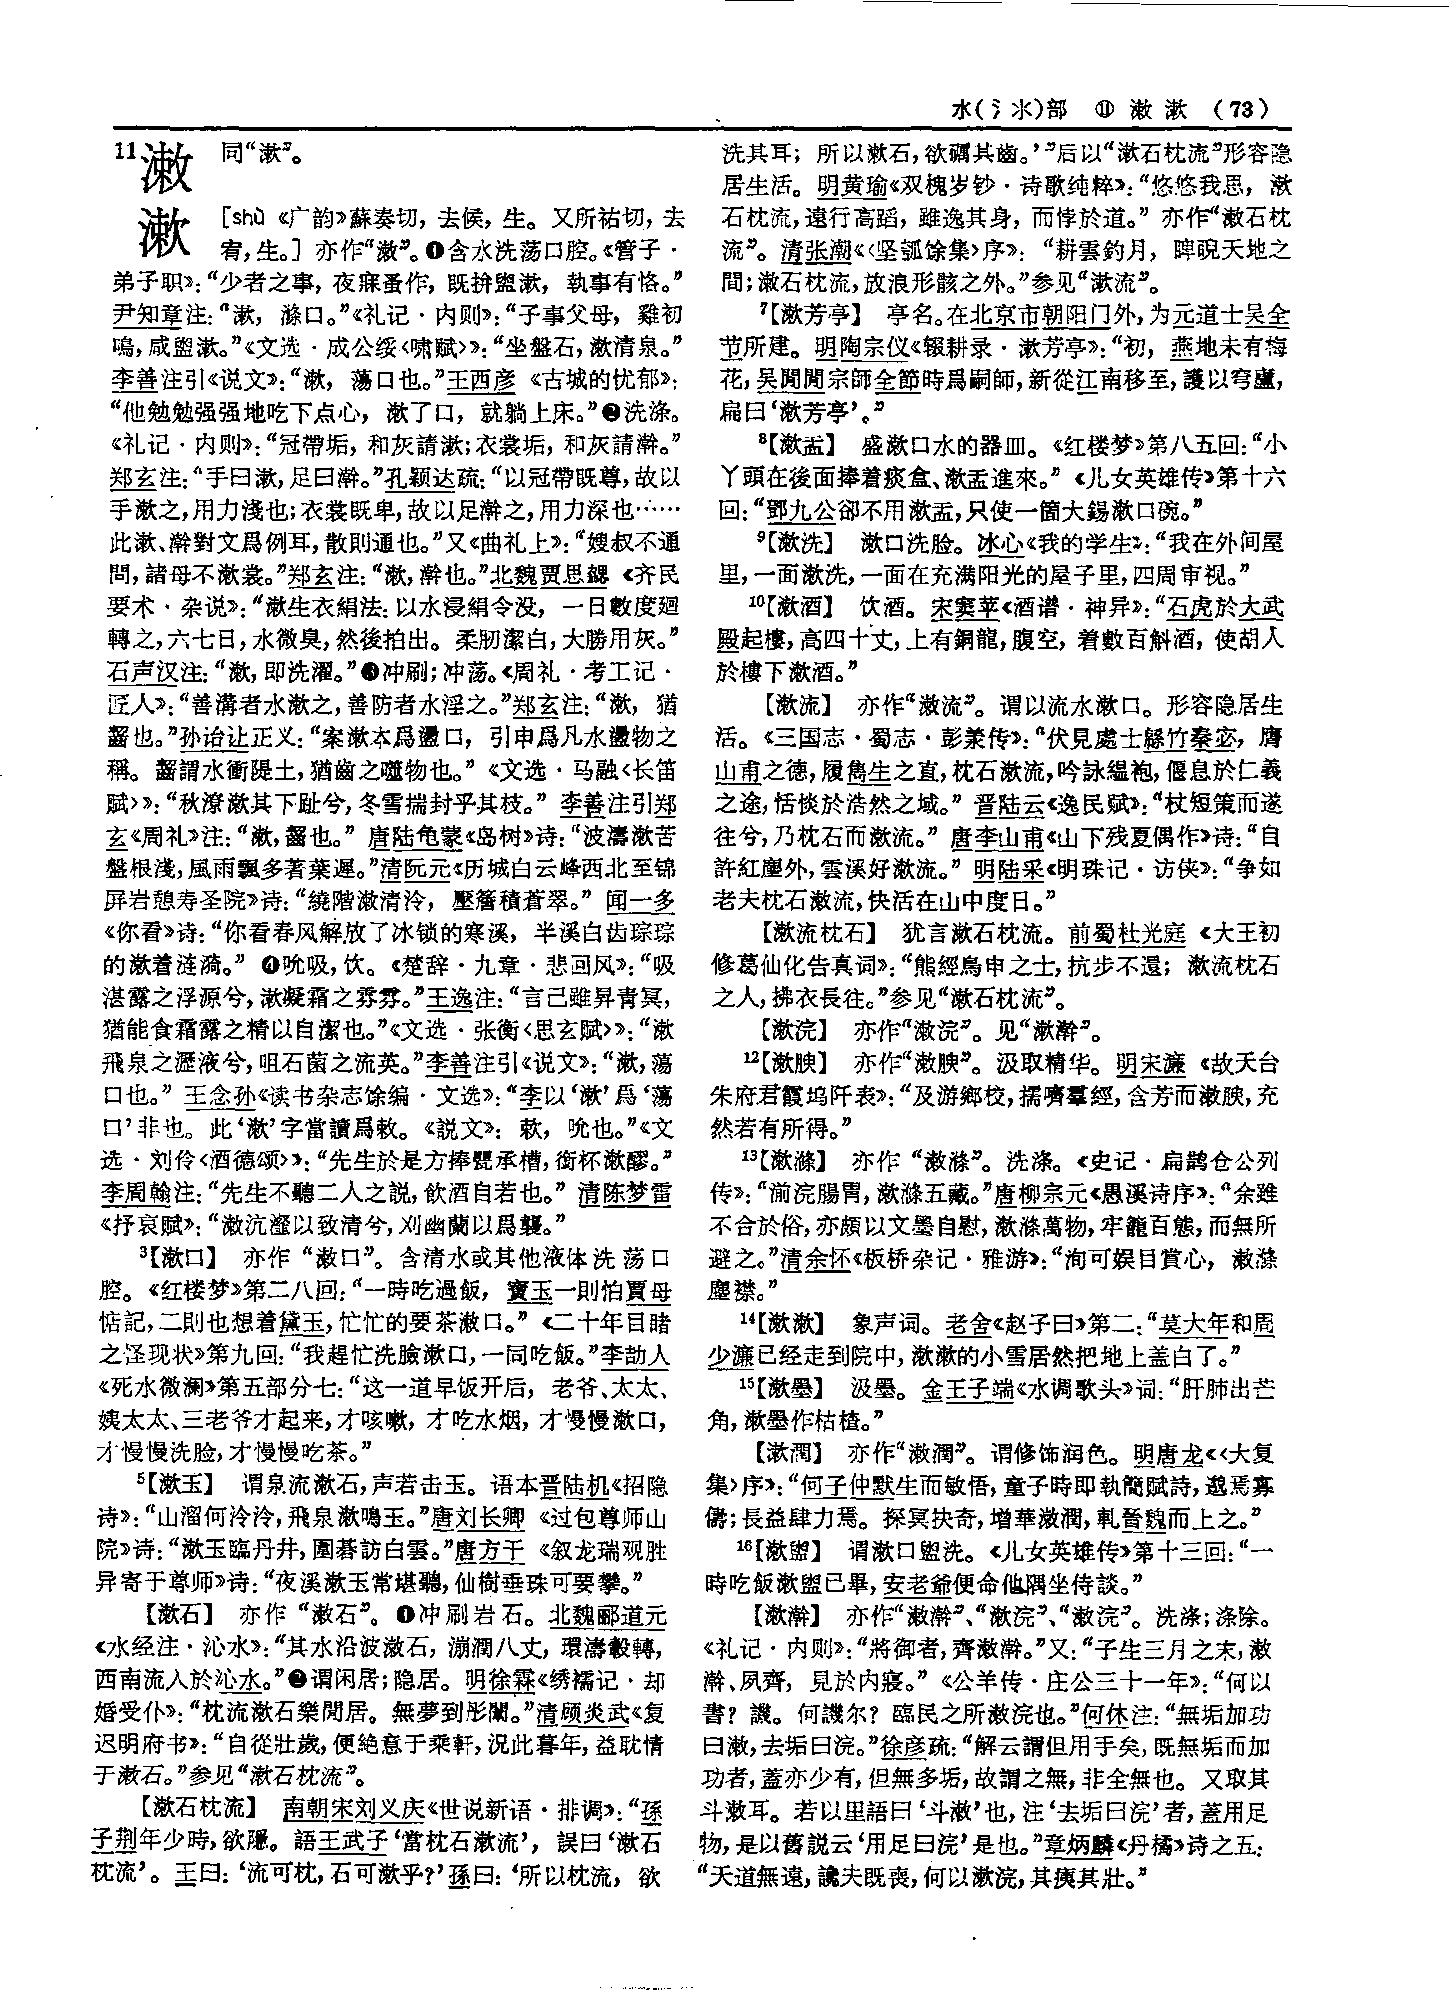 水(氵氺)部 ⑪ 潄 漱 (73)
11 潄 同“漱”。
漱 [shù 《广韵》蘇奏切，去候，生。又所祐切，去
宥，生。] 亦作“潄”。❶含水洗荡口腔。《管子·
弟子职》：“少者之事，夜寐蚤作，既拚盥漱，執事有恪。”
尹知章注：“漱，滌口。”《礼记·内则》：“子事父母，雞初
鳴，咸盥漱。”《文选·成公绥〈啸赋〉》：“坐盤石，漱清泉。”
李善注引《说文》：“漱，蕩口也。”王西彦《古城的忧郁》：
“他勉勉强强地吃下点心，漱了口，就躺上床。”❷洗涤。
《礼记·内则》：“冠帶垢，和灰請漱；衣裳垢，和灰請澣。”
郑玄注：“手曰漱，足曰澣。”孔颖达疏：“以冠帶既尊，故以
手漱之，用力淺也；衣裳既卑，故以足澣之，用力深也……
此漱、澣對文爲例耳，散則通也。”又《曲礼上》：“嫂叔不通
問，諸母不漱裳。”郑玄注：“漱，澣也。”北魏贾思勰《齐民
要术·杂说》：“漱生衣絹法：以水浸絹令没，一日數度迴
轉之，六七日，水微臭，然後拍出。柔肕潔白，大勝用灰。”
石声汉注：“漱，即洗濯。”❸冲刷；冲荡。《周礼·考工记·
匠人》：“善溝者水漱之，善防者水淫之。”郑玄注：“漱，猶
齧也。”孙诒让正义：“案漱本爲盪口，引申爲凡水盪物之
稱。齧謂水衝隄土，猶齒之噬物也。”《文选·马融〈长笛
赋〉》：“秋潦漱其下趾兮，冬雪揣封乎其枝。”李善注引郑
玄《周礼》注：“漱，齧也。”唐陆龟蒙《岛树》诗：“波濤漱苦
盤根淺，風雨飄多著葉遲。”清阮元《历城白云峰西北至锦
屏岩憩寿圣院》诗：“繞階漱清泠，壓簷積蒼翠。”闻一多
《你看》诗：“你看春风解放了冰锁的寒溪，半溪白齿琮琮
的漱着涟漪。”❹吮吸，饮。《楚辞·九章·悲回风》：“吸
湛露之浮源兮，漱凝霜之雰雰。”王逸注：“言己雖昇青冥，
猶能食霜露之精以自潔也。”《文选·张衡〈思玄赋〉》：“漱
飛泉之瀝液兮，咀石菌之流英。”李善注引《说文》：“漱，蕩
口也。”王念孙《读书杂志馀编·文选》：“李以‘漱’爲‘蕩
口’非也。此‘漱’字當讀爲欶。《説文》：欶，吮也。”《文
选·刘伶〈酒德颂〉》：“先生於是方捧甖承槽，銜杯漱醪。”
李周翰注：“先生不聽二人之説，飲酒自若也。”清陈梦雷
《抒哀赋》：“漱沆瀣以致清兮，刈幽蘭以爲襲。”
³【漱口】 亦作“潄口”。含清水或其他液体洗荡口
腔。《红楼梦》第二八回：“一時吃過飯，寶玉一則怕賈母
惦記，二則也想着黛玉，忙忙的要茶漱口。”《二十年目睹
之怪现状》第九回：“我趕忙洗臉漱口，一同吃飯。”李劼人
《死水微澜》第五部分七：“这一道早饭开后，老爷、太太、
姨太太、三老爷才起来，才咳嗽，才吃水烟，才慢慢漱口，
才慢慢洗脸，才慢慢吃茶。”
⁵【漱玉】 谓泉流漱石，声若击玉。语本晋陆机《招隐
诗》：“山溜何泠泠，飛泉漱鳴玉。”唐刘长卿《过包尊师山
院》诗：“漱玉臨丹井，圍碁訪白雲。”唐方干《叙龙瑞观胜
异寄于尊师》诗：“夜溪漱玉常堪聽，仙樹垂珠可要攀。”
【漱石】 亦作“潄石”。❶冲刷岩石。北魏郦道元
《水经注·沁水》：“其水沿波漱石，漰澗八丈，環濤轂轉，
西南流入於沁水。”❷谓闲居；隐居。明徐霖《绣襦记·却
婚受仆》：“枕流漱石樂閒居。無夢到彤闈。”清顾炎武《复
迟明府书》：“自從壯歲，便絶意于乘軒，況此暮年，益耽情
于漱石。”参见“漱石枕流”。
【漱石枕流】 南朝宋刘义庆《世说新语·排调》：“孫
子荆年少時，欲隱。語王武子‘當枕石漱流’，誤曰‘漱石
枕流’。王曰：‘流可枕，石可漱乎？’孫曰：‘所以枕流，欲
洗其耳；所以漱石，欲礪其齒。’”后以“漱石枕流”形容隐
居生活。明黄瑜《双槐岁钞·诗歌纯粹》：“悠悠我思，漱
石枕流，遠行高蹈，雖逸其身，而悖於道。”亦作“潄石枕
流”。清张潮《〈坚瓠馀集〉序》：“耕雲釣月，睥睨天地之
間；漱石枕流，放浪形骸之外。”参见“漱流”。
⁷【漱芳亭】 亭名。在北京市朝阳门外，为元道士吴全
节所建。明陶宗仪《辍耕录·漱芳亭》：“初，燕地未有梅
花，吴閒閒宗師全節時爲嗣師，新從江南移至，護以穹廬，
扁曰‘漱芳亭’。”
⁸【漱盂】 盛漱口水的器皿。《红楼梦》第八五回：“小
丫頭在後面捧着痰盒、漱盂進來。”《儿女英雄传》第十六
回：“鄧九公卻不用漱盂，只使一箇大錫漱口碗。”
⁹【漱洗】 漱口洗脸。冰心《我的学生》：“我在外间屋
里，一面漱洗，一面在充满阳光的屋子里，四周审视。”
¹⁰【漱酒】 饮酒。宋窦苹《酒谱·神异》：“石虎於大武
殿起樓，高四十丈，上有銅龍，腹空，着數百斛酒，使胡人
於樓下漱酒。”
【漱流】 亦作“潄流”。谓以流水漱口。形容隐居生
活。《三国志·蜀志·彭羕传》：“伏見處士緜竹秦宓，膺
山甫之德，履雋生之直，枕石漱流，吟詠緼袍，偃息於仁義
之途，恬惔於浩然之域。”晋陆云《逸民赋》：“杖短策而遂
往兮，乃枕石而漱流。”唐李山甫《山下残夏偶作》诗：“自
許紅塵外，雲溪好漱流。”明陆采《明珠记·访侠》：“争如
老夫枕石漱流，快活在山中度日。”
【漱流枕石】 犹言漱石枕流。前蜀杜光庭《大王初
修葛仙化告真词》：“熊經鳥申之士，抗步不還；漱流枕石
之人，拂衣長往。”参见“漱石枕流”。
【漱浣】 亦作“潄浣”。见“漱澣”。
¹²【漱腴】 亦作“潄腴”。汲取精华。明宋濂《故天台
朱府君霞坞阡表》：“及游鄉校，擩嚌羣經，含芳而漱腴，充
然若有所得。”
¹³【漱滌】 亦作“潄滌”。洗涤。《史记·扁鹊仓公列
传》：“湔浣腸胃，漱滌五藏。”唐柳宗元《愚溪诗序》：“余雖
不合於俗，亦頗以文墨自慰，漱滌萬物，牢籠百態，而無所
避之。”清余怀《板桥杂记·雅游》：“洵可娱目賞心，漱滌
塵襟。”
¹⁴【漱漱】 象声词。老舍《赵子曰》第二：“莫大年和周
少濂已经走到院中，漱漱的小雪居然把地上盖白了。”
¹⁵【漱墨】 汲墨。金王子端《水调歌头》词：“肝肺出芒
角，漱墨作枯楂。”
【漱潤】 亦作“潄潤”。谓修饰润色。明唐龙《〈大复
集〉序》：“何子仲默生而敏悟，童子時即執簡賦詩，邈焉寡
儔；長益肆力焉。探冥抉奇，增華漱潤，軋晉魏而上之。”
¹⁶【漱盥】 谓漱口盥洗。《儿女英雄传》第十三回：“一
時吃飯漱盥已畢，安老爺便命他隅坐侍談。”
【漱澣】 亦作“潄澣”、“漱浣”、“潄浣”。洗涤；涤除。
《礼记·内则》：“將御者，齊漱澣。”又：“子生三月之末，漱
澣、夙齊，見於内寢。”《公羊传·庄公三十一年》：“何以
書？譏。何譏尔？臨民之所漱浣也。”何休注：“無垢加功
曰漱，去垢曰浣。”徐彦疏：“解云謂但用手矣，既無垢而加
功者，蓋亦少有，但無多垢，故謂之無，非全無也。又取其
斗漱耳。若以里語曰‘斗漱’也，注‘去垢曰浣’者，蓋用足
物，是以舊説云‘用足曰浣’是也。”章炳麟《丹橘》诗之五：
“天道無遠，讒夫既喪，何以漱浣，其痍其壯。”